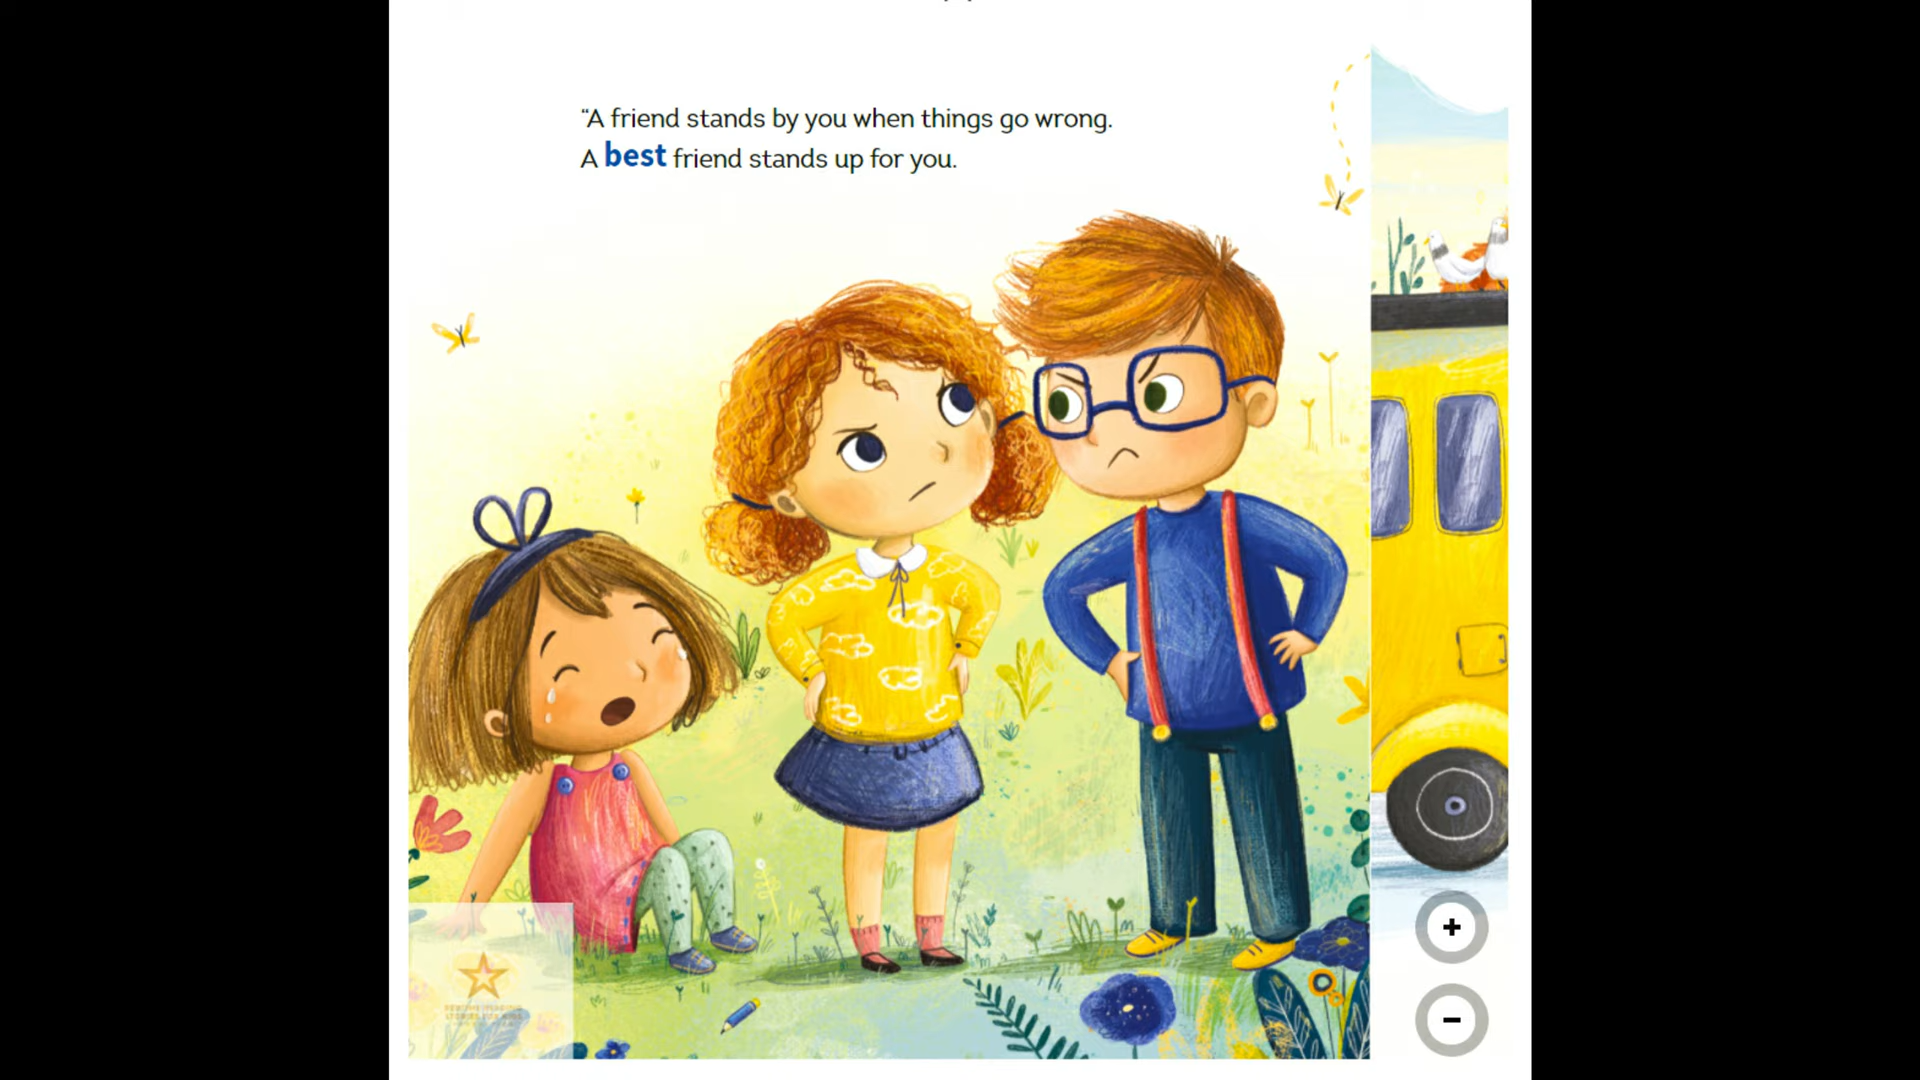 “A friend stands by you when things go wrong.
A best friend stands up for you.